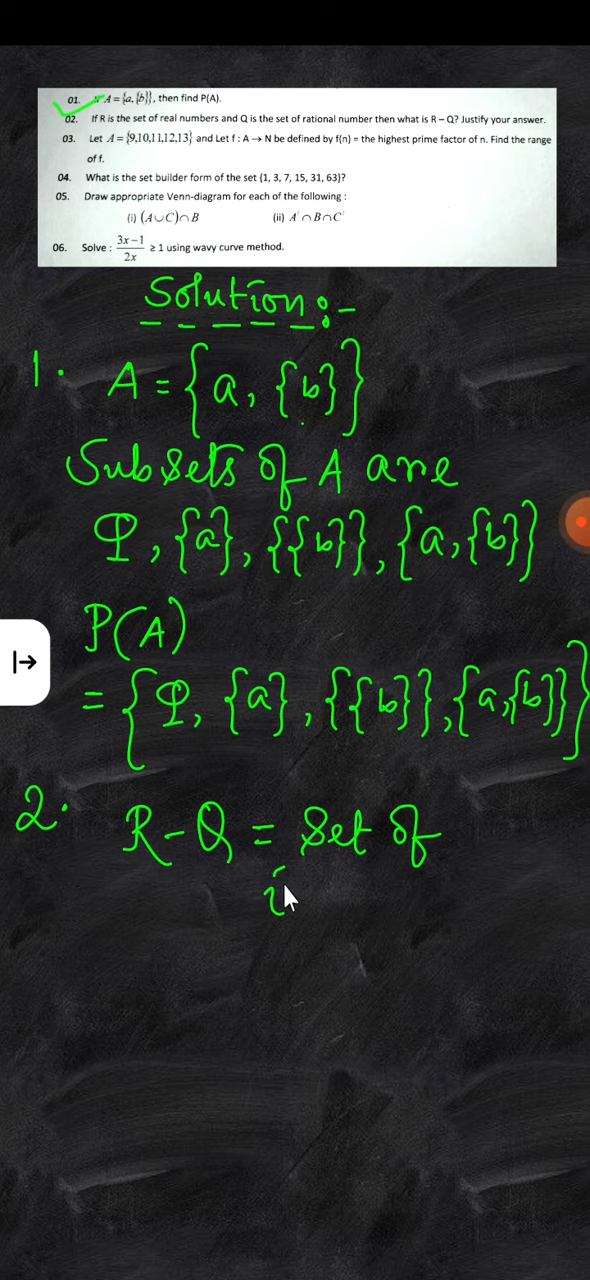 01. A = {a, {b}}, then find P(A).
02. If R is the set of real numbers and Q is the set of rational number then what is R – Q? Justify your answer.
03. Let A = {9,10,11,12,13} and Let f : A → N be defined by f(n) = the highest prime factor of n. Find the range
of f.
04. What is the set builder form of the set {1, 3, 7, 15, 31, 63}?
05. Draw appropriate Venn-diagram for each of the following :
(i) (A∪C)∩B (ii) A'∩B∩C'
06. Solve : (3x−1)/(2x) ≥ 1 using wavy curve method.
Solution :-
1. A = {a, {b}}
Subsets of A are
Φ, {a}, {{b}}, {a, {b}}
P(A)
= {Φ, {a}, {{b}}, {a, {b}}}
2. R - Q = Set of
i